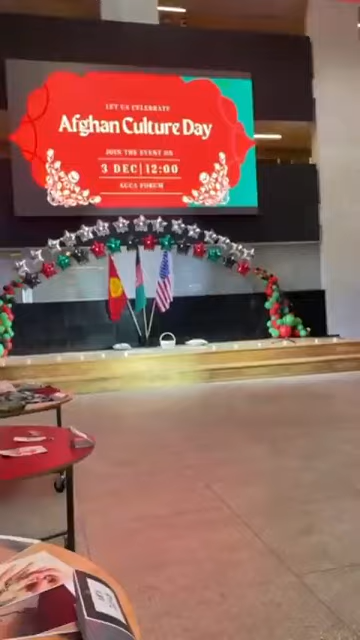 LET US CELEBRATE
Afghan Culture Day
JOIN THE EVENT ON
3 DEC | 12:00
AUCA FORUM